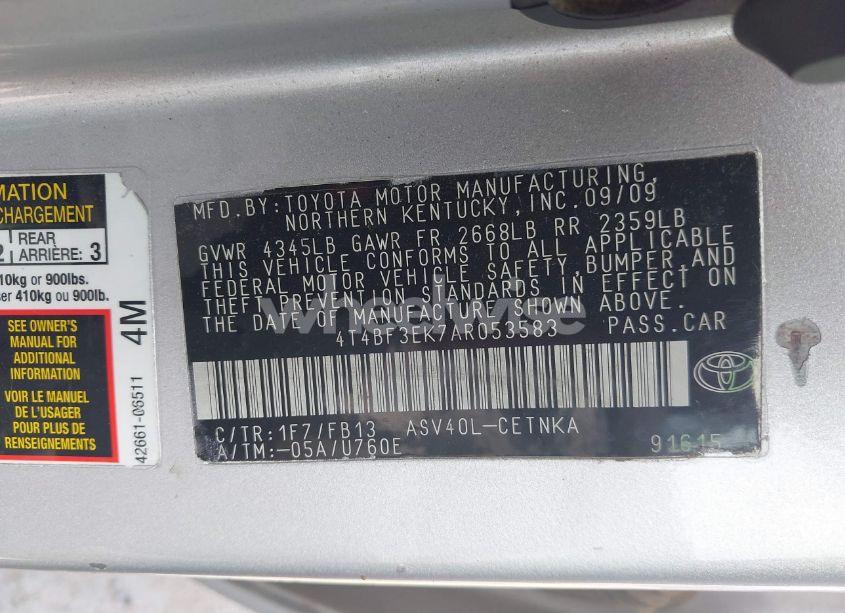 MATION
CHARGEMENT
REAR
ARRIÈRE: 3
10kg or 900lbs.
ser 410kg ou 900lb.
SEE OWNER'S
MANUAL FOR
ADDITIONAL
INFORMATION
VOIR LE MANUEL
DE L'USAGER
POUR PLUS DE
RENSEIGNEMENTS
4M
42661-06511
MFD.BY:TOYOTA MOTOR MANUFACTURING,
NORTHERN KENTUCKY,INC.09/09
GVWR 4345LB GAWR FR 2668LB RR 2359LB
THIS VEHICLE CONFORMS TO ALL APPLICABLE
FEDERAL MOTOR VEHICLE SAFETY,BUMPER,AND
THEFT PREVENTION STANDARDS IN EFFECT ON
THE DATE OF MANUFACTURE SHOWN ABOVE.
4T4BF3EK7AR053583 PASS.CAR
C/TR:1F7/FB13 ASV40L-CETNKA
A/TM:-05A/U760E 91615
wheelwise